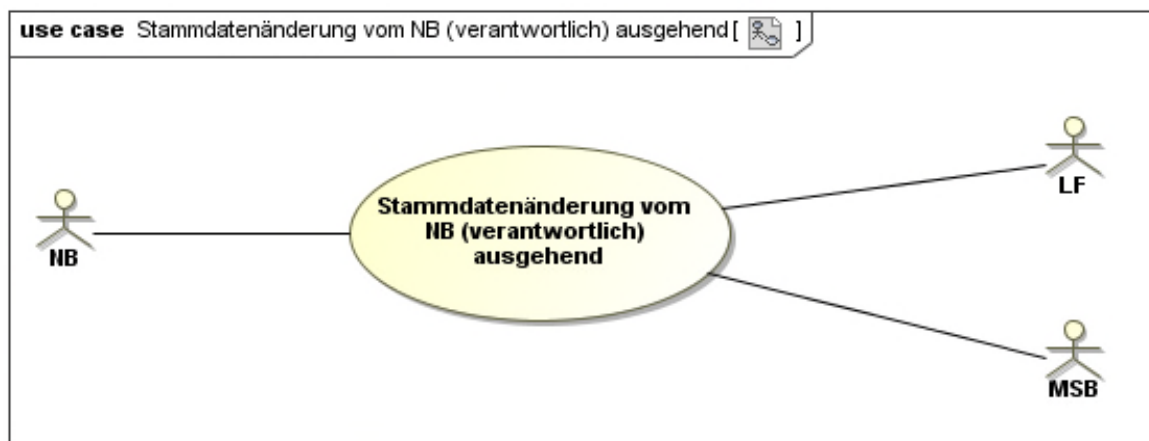 use case Stammdatenänderung vom NB (verantwortlich) ausgehend [ ]
LF
Stammdatenänderung vom
NB (verantwortlich)
ausgehend
NB
MSB